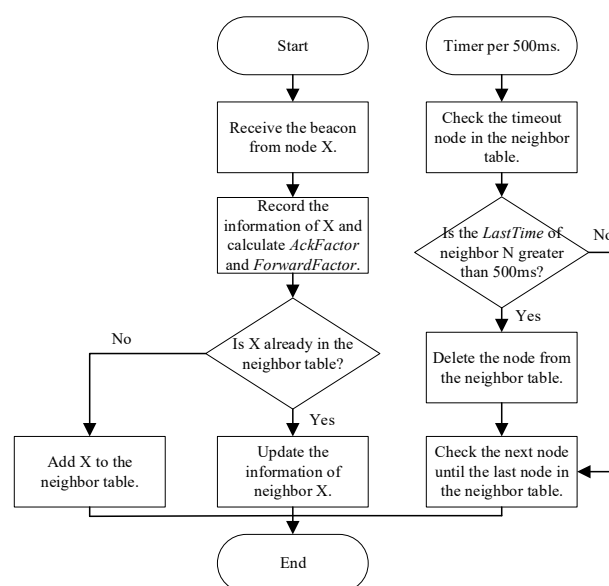 Start
Receive the beacon
from node X.
Record the
information of X and
calculate AckFactor
and ForwardFactor.
Is X already in the
neighbor table?
No
Yes
Add X to the
neighbor table.
Update the
information of
neighbor X.
End
Timer per 500ms.
Check the timeout
node in the neighbor
table.
Is the LastTime of
neighbor N greater
than 500ms?
No
Yes
Delete the node from
the neighbor table.
Check the next node
until the last node in
the neighbor table.